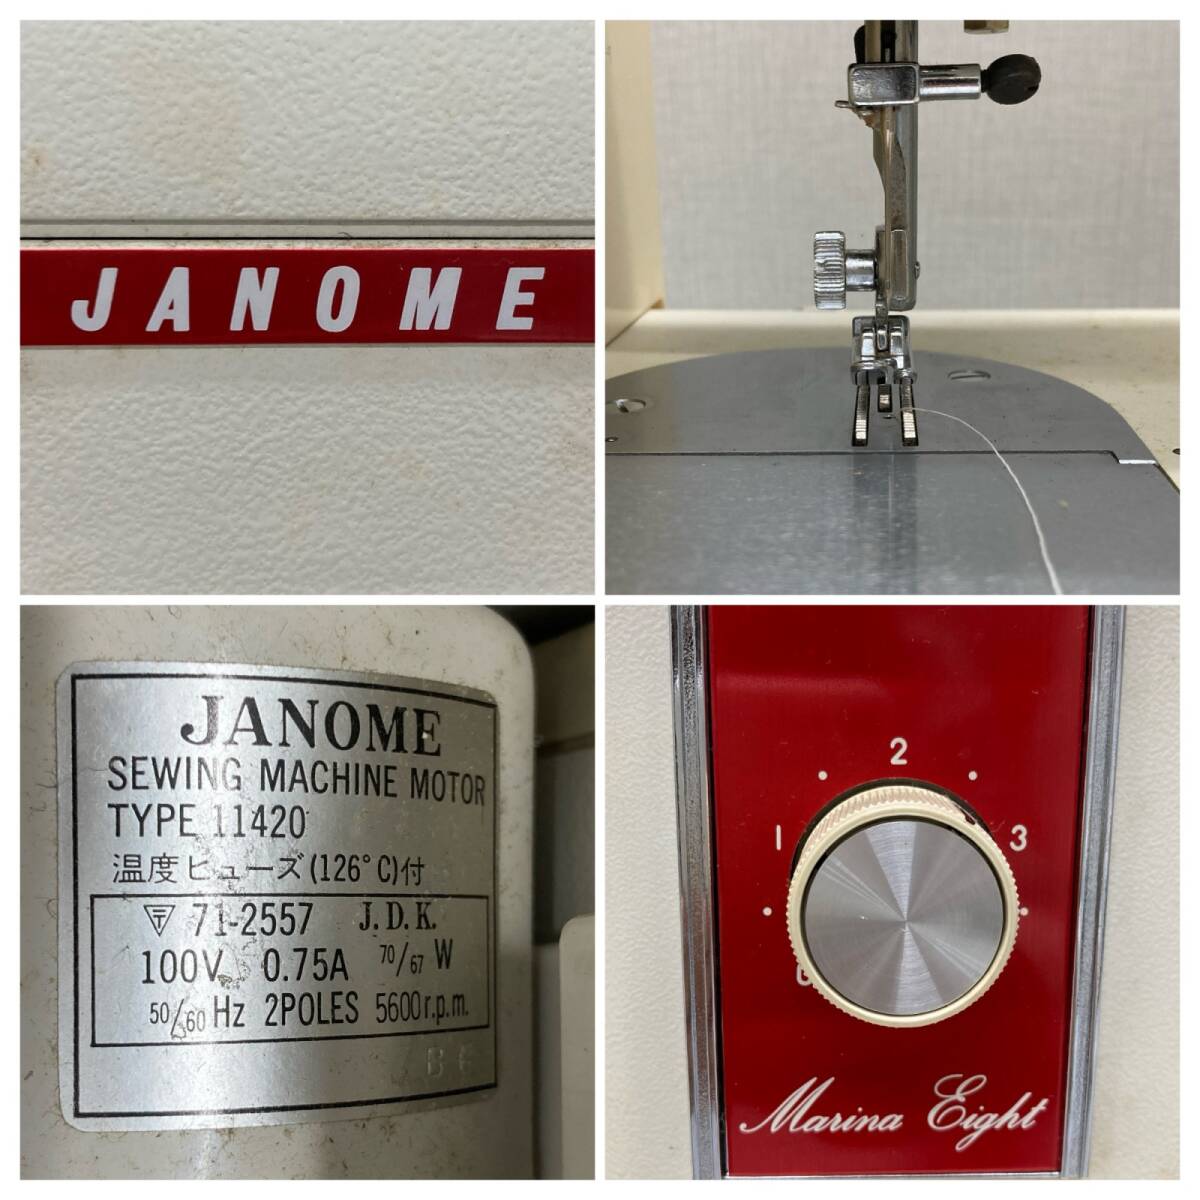 JANOME
JANOME
SEWING MACHINE MOTOR
TYPE 11420
温度ヒューズ(126°C)付
〒 71-2557 J.D.K.
100V 0.75A 70/67 W
50/60 Hz 2POLES 5600r.p.m.
2
1 3
Marina Eight